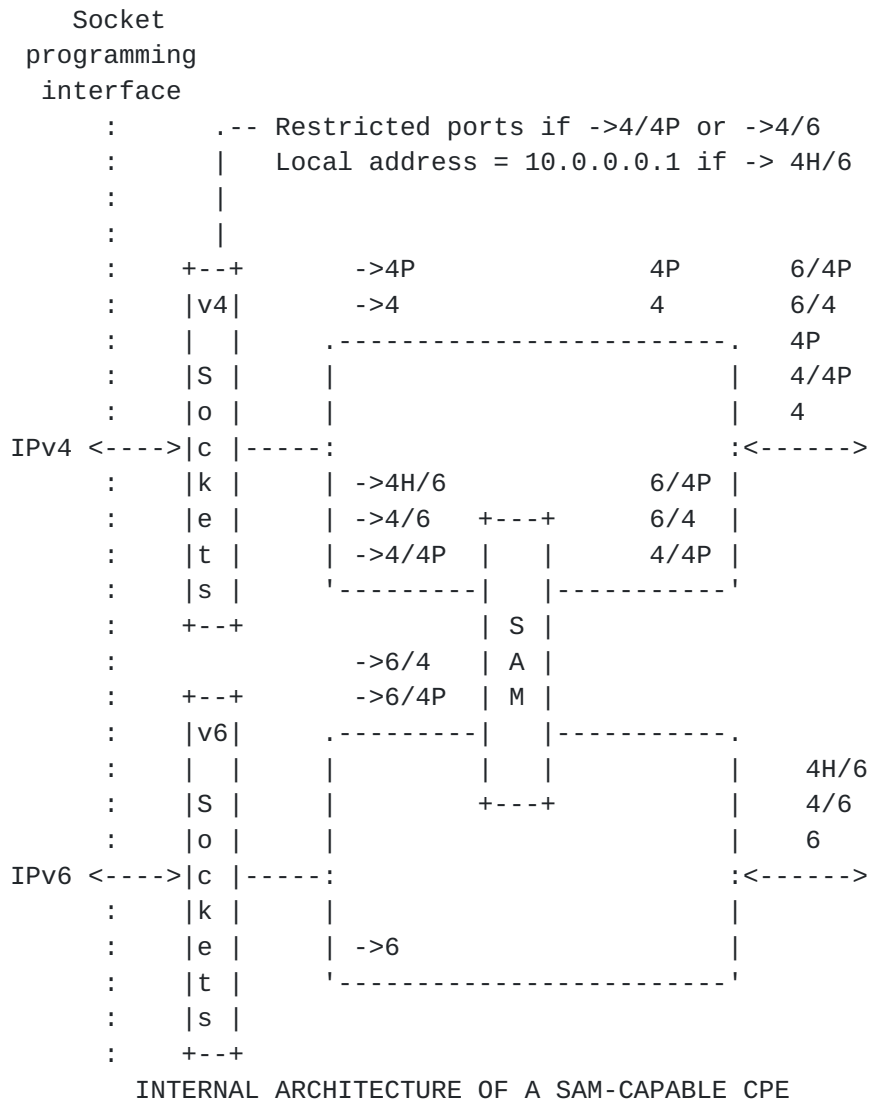 Socket
programming
interface
: .-- Restricted ports if ->4/4P or ->4/6
: | Local address = 10.0.0.0.1 if -> 4H/6
: |
: |
: +--+ ->4P 4P 6/4P
: |v4| ->4 4 6/4
: | | .-------------------------. 4P
: |S | | | 4/4P
: |o | | | 4
IPv4 <---->|c |-----: :<------>
: |k | | ->4H/6 6/4P |
: |e | | ->4/6 +---+ 6/4 |
: |t | | ->4/4P | | 4/4P |
: |s | '---------| |-----------'
: +--+ | S |
: ->6/4 | A |
: +--+ ->6/4P | M |
: |v6| .---------| |-----------.
: | | | | | | 4H/6
: |S | | +---+ | 4/6
: |o | | | 6
IPv6 <---->|c |-----: :<------>
: |k | | |
: |e | | ->6 |
: |t | '-------------------------'
: |s |
: +--+
INTERNAL ARCHITECTURE OF A SAM-CAPABLE CPE